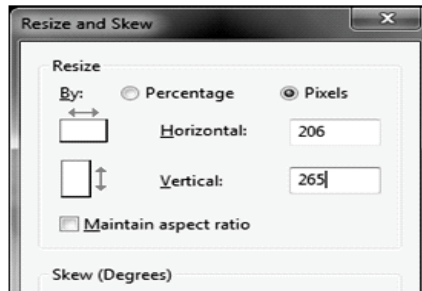 Resize and Skew
Resize
By: Percentage Pixels
Horizontal: 206
Vertical: 265
Maintain aspect ratio
Skew (Degrees)